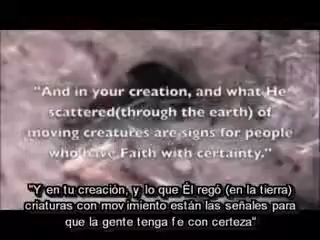 "And in your creation, and what He
scattered(through the earth) of
moving creatures are signs for people
who have Faith with certainty."
"Y en tu creación, y lo que Él regó (en la tierra)
criaturas con movimiento están las señales para
que la gente tenga fe con certeza"